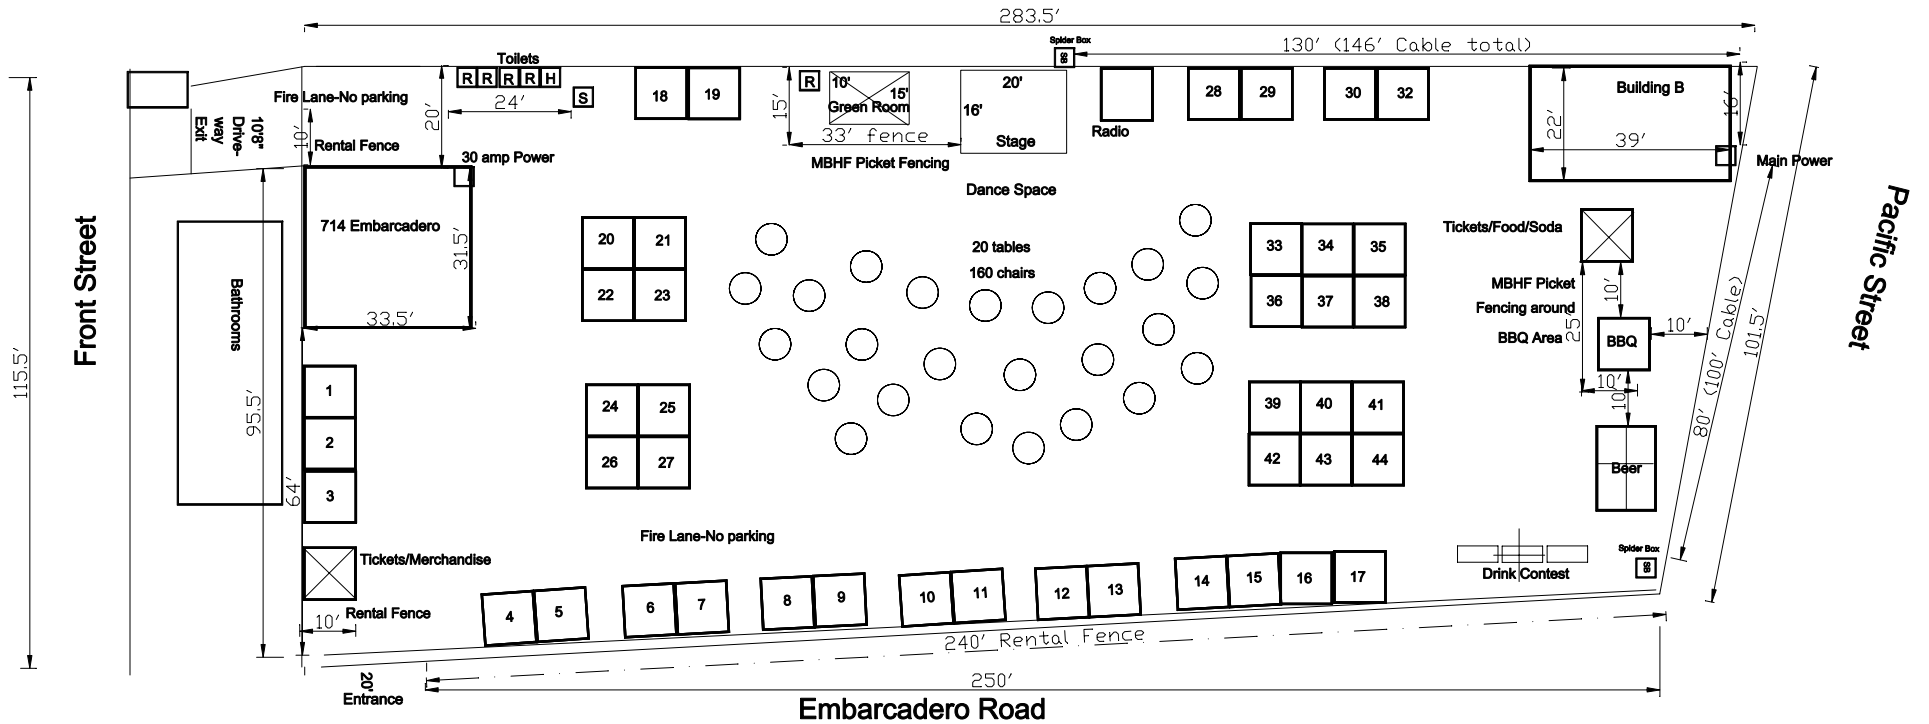 283.5'
Spider Box
SB
130' (146' Cable total)
Toilets
R R R R H
24'
S
20'
Fire Lane-No parking
10'
Rental Fence
30 amp Power
10'8"
Drive-
way
Exit
18
19
R
10'
15'
Green Room
15'
33' fence
MBHF Picket Fencing
20'
16'
Stage
Radio
28
29
30
32
Building B
22'
39'
16'
Main Power
Dance Space
714 Embarcadero
31.5'
33.5'
Front Street
Bathrooms
115.5'
95.5'
64'
20
21
22
23
20 tables
160 chairs
33
34
35
36
37
38
Tickets/Food/Soda
MBHF Picket
Fencing around
BBQ Area
10'
25'
BBQ
10'
10'
10'
Beer
80' (100' Cable)
101.5'
Pacific Street
1
2
3
24
25
26
27
39
40
41
42
43
44
Fire Lane-No parking
Tickets/Merchandise
Rental Fence
10'
4
5
6
7
8
9
10
11
12
13
14
15
16
17
Drink Contest
Spider Box
SB
240' Rental Fence
20'
Entrance
250'
Embarcadero Road